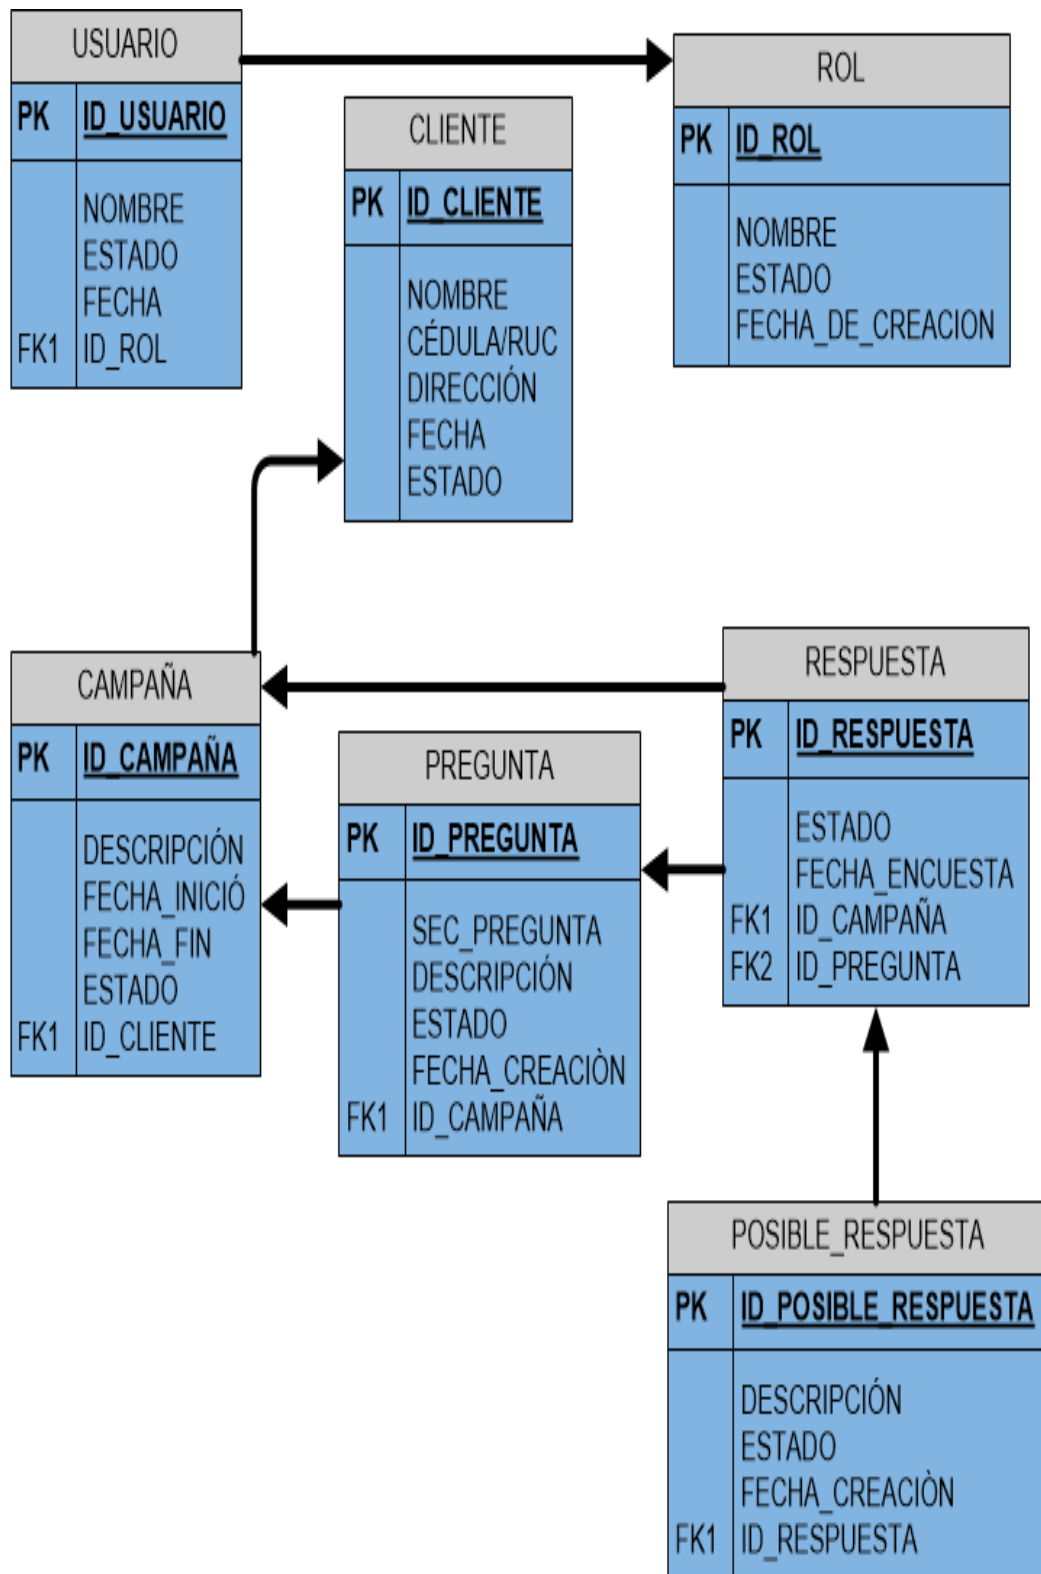 USUARIO
PK ID_USUARIO
NOMBRE
ESTADO
FECHA
FK1 ID_ROL
ROL
PK ID_ROL
NOMBRE
ESTADO
FECHA_DE_CREACION
CLIENTE
PK ID_CLIENTE
NOMBRE
CÉDULA/RUC
DIRECCIÓN
FECHA
ESTADO
CAMPAÑA
PK ID_CAMPAÑA
DESCRIPCIÓN
FECHA_INICIÓ
FECHA_FIN
ESTADO
FK1 ID_CLIENTE
PREGUNTA
PK ID_PREGUNTA
SEC_PREGUNTA
DESCRIPCIÓN
ESTADO
FECHA_CREACIÒN
FK1 ID_CAMPAÑA
RESPUESTA
PK ID_RESPUESTA
ESTADO
FECHA_ENCUESTA
FK1 ID_CAMPAÑA
FK2 ID_PREGUNTA
POSIBLE_RESPUESTA
PK ID_POSIBLE_RESPUESTA
DESCRIPCIÓN
ESTADO
FECHA_CREACIÒN
FK1 ID_RESPUESTA